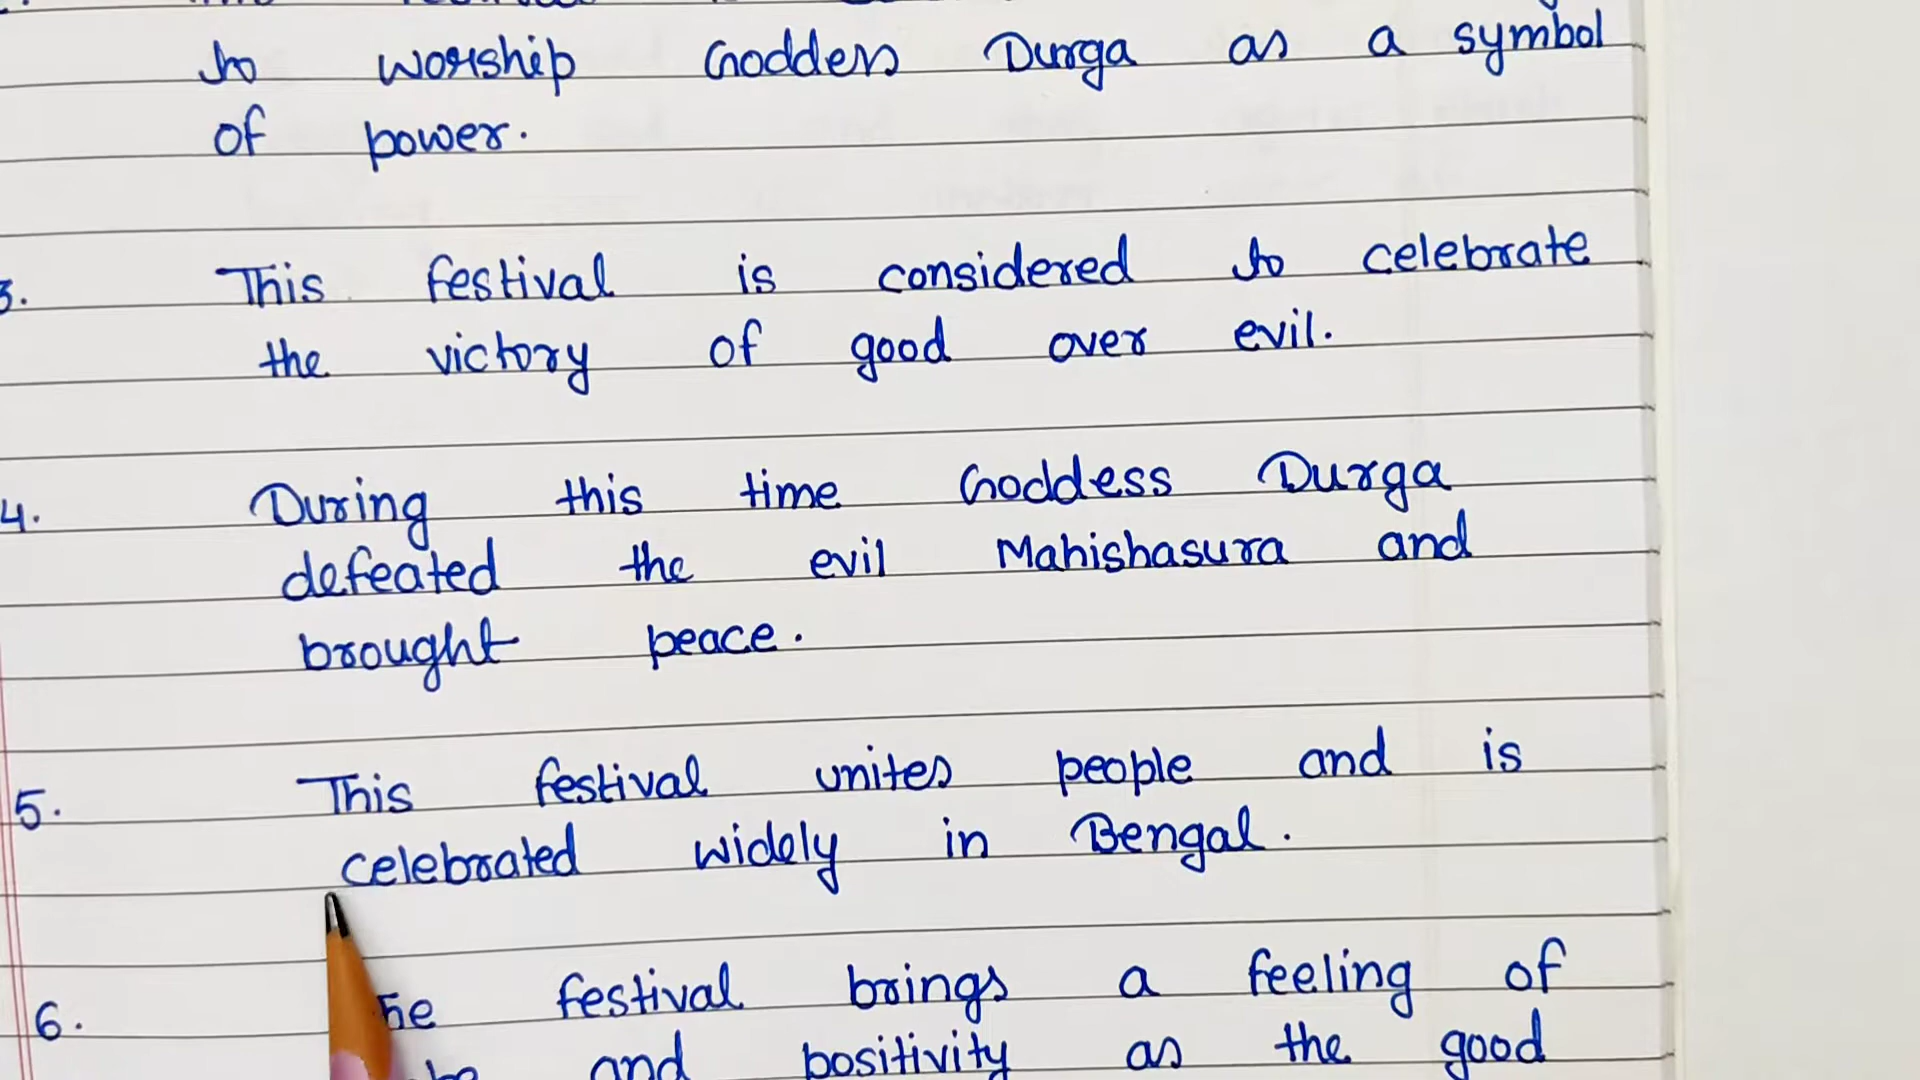 to worship Goddess Durga as a symbol
of power.
3. This festival is considered to celebrate
the victory of good over evil.
4. During this time Goddess Durga
defeated the evil Mahishasura and
brought peace.
5. This festival unites people and is
celebrated widely in Bengal.
6. festival brings a feeling of
and positivity as the good